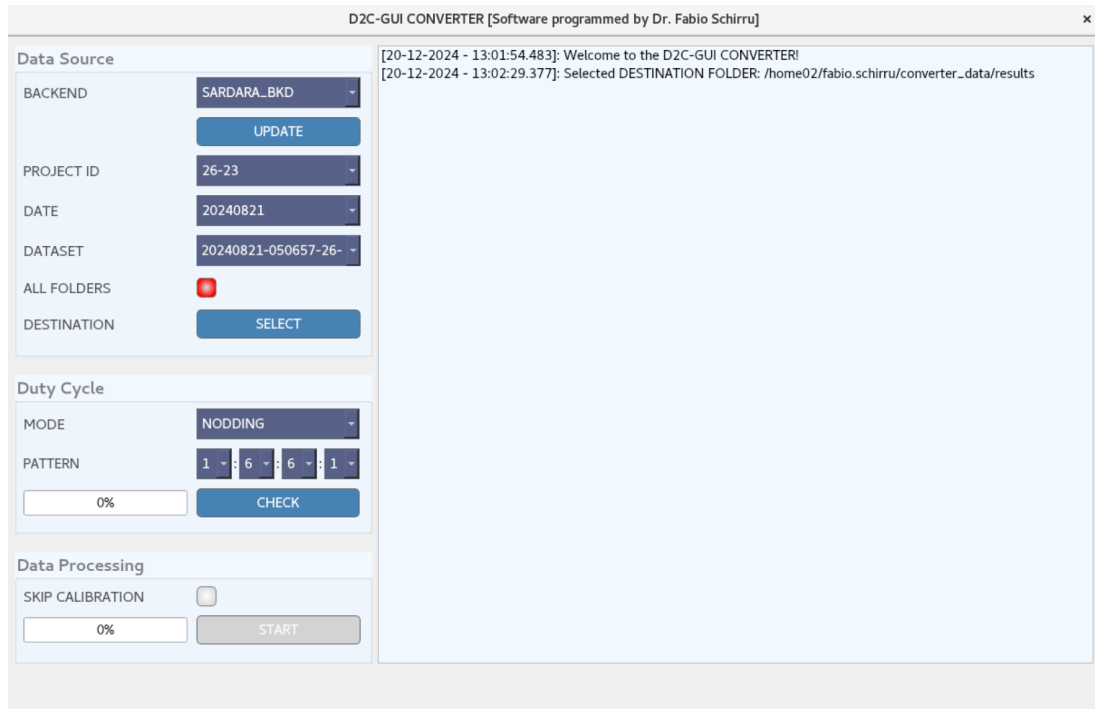 D2C-GUI CONVERTER [Software programmed by Dr. Fabio Schirru]
Data Source
BACKEND
SARDARA_BKD
UPDATE
PROJECT ID
26-23
DATE
20240821
DATASET
20240821-050657-26-
ALL FOLDERS
DESTINATION
SELECT
Duty Cycle
MODE
NODDING
PATTERN
1 : 6 : 6 : 1
0%
CHECK
Data Processing
SKIP CALIBRATION
0%
START
[20-12-2024 - 13:01:54.483]: Welcome to the D2C-GUI CONVERTER!
[20-12-2024 - 13:02:29.377]: Selected DESTINATION FOLDER: /home02/fabio.schirru/converter_data/results